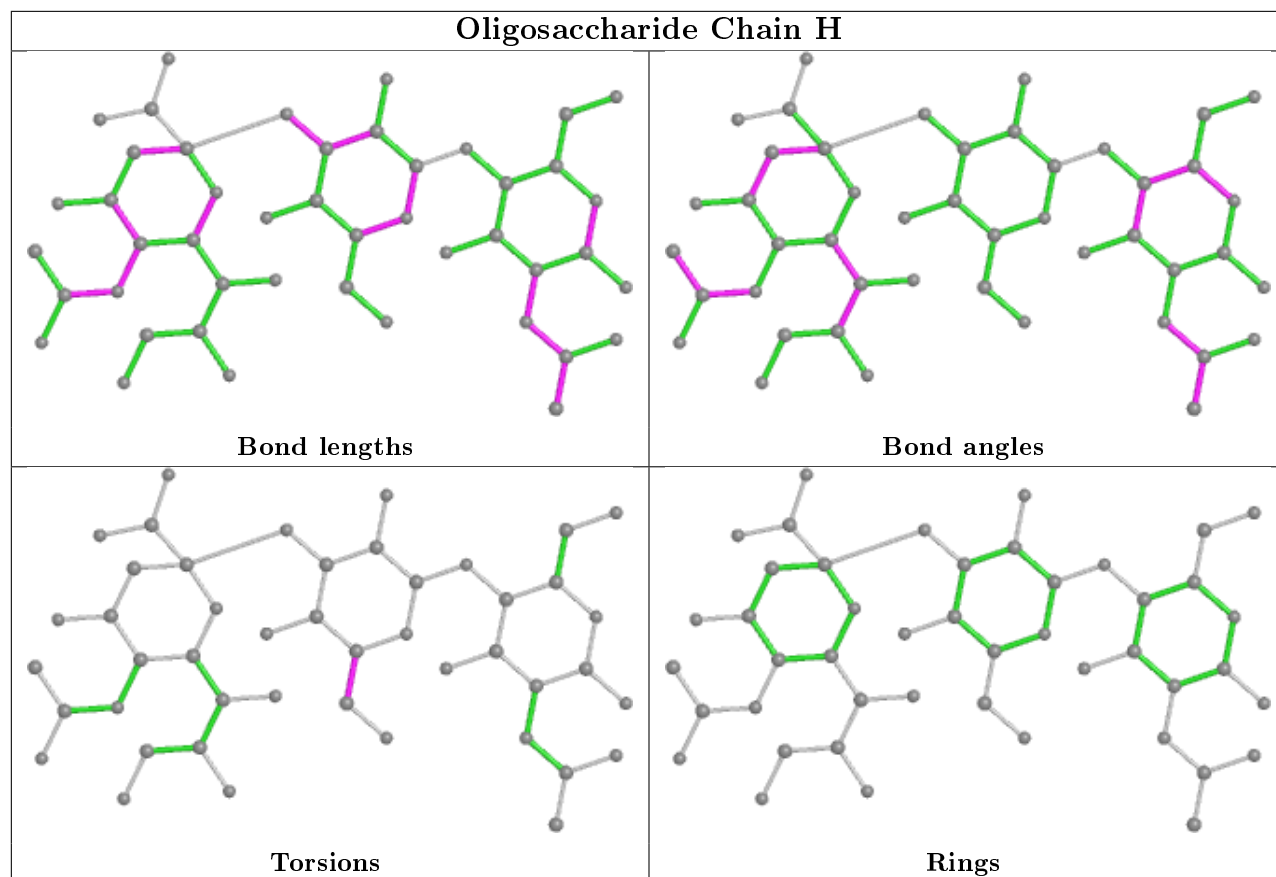 Oligosaccharide Chain H
Bond lengths
Bond angles
Torsions
Rings